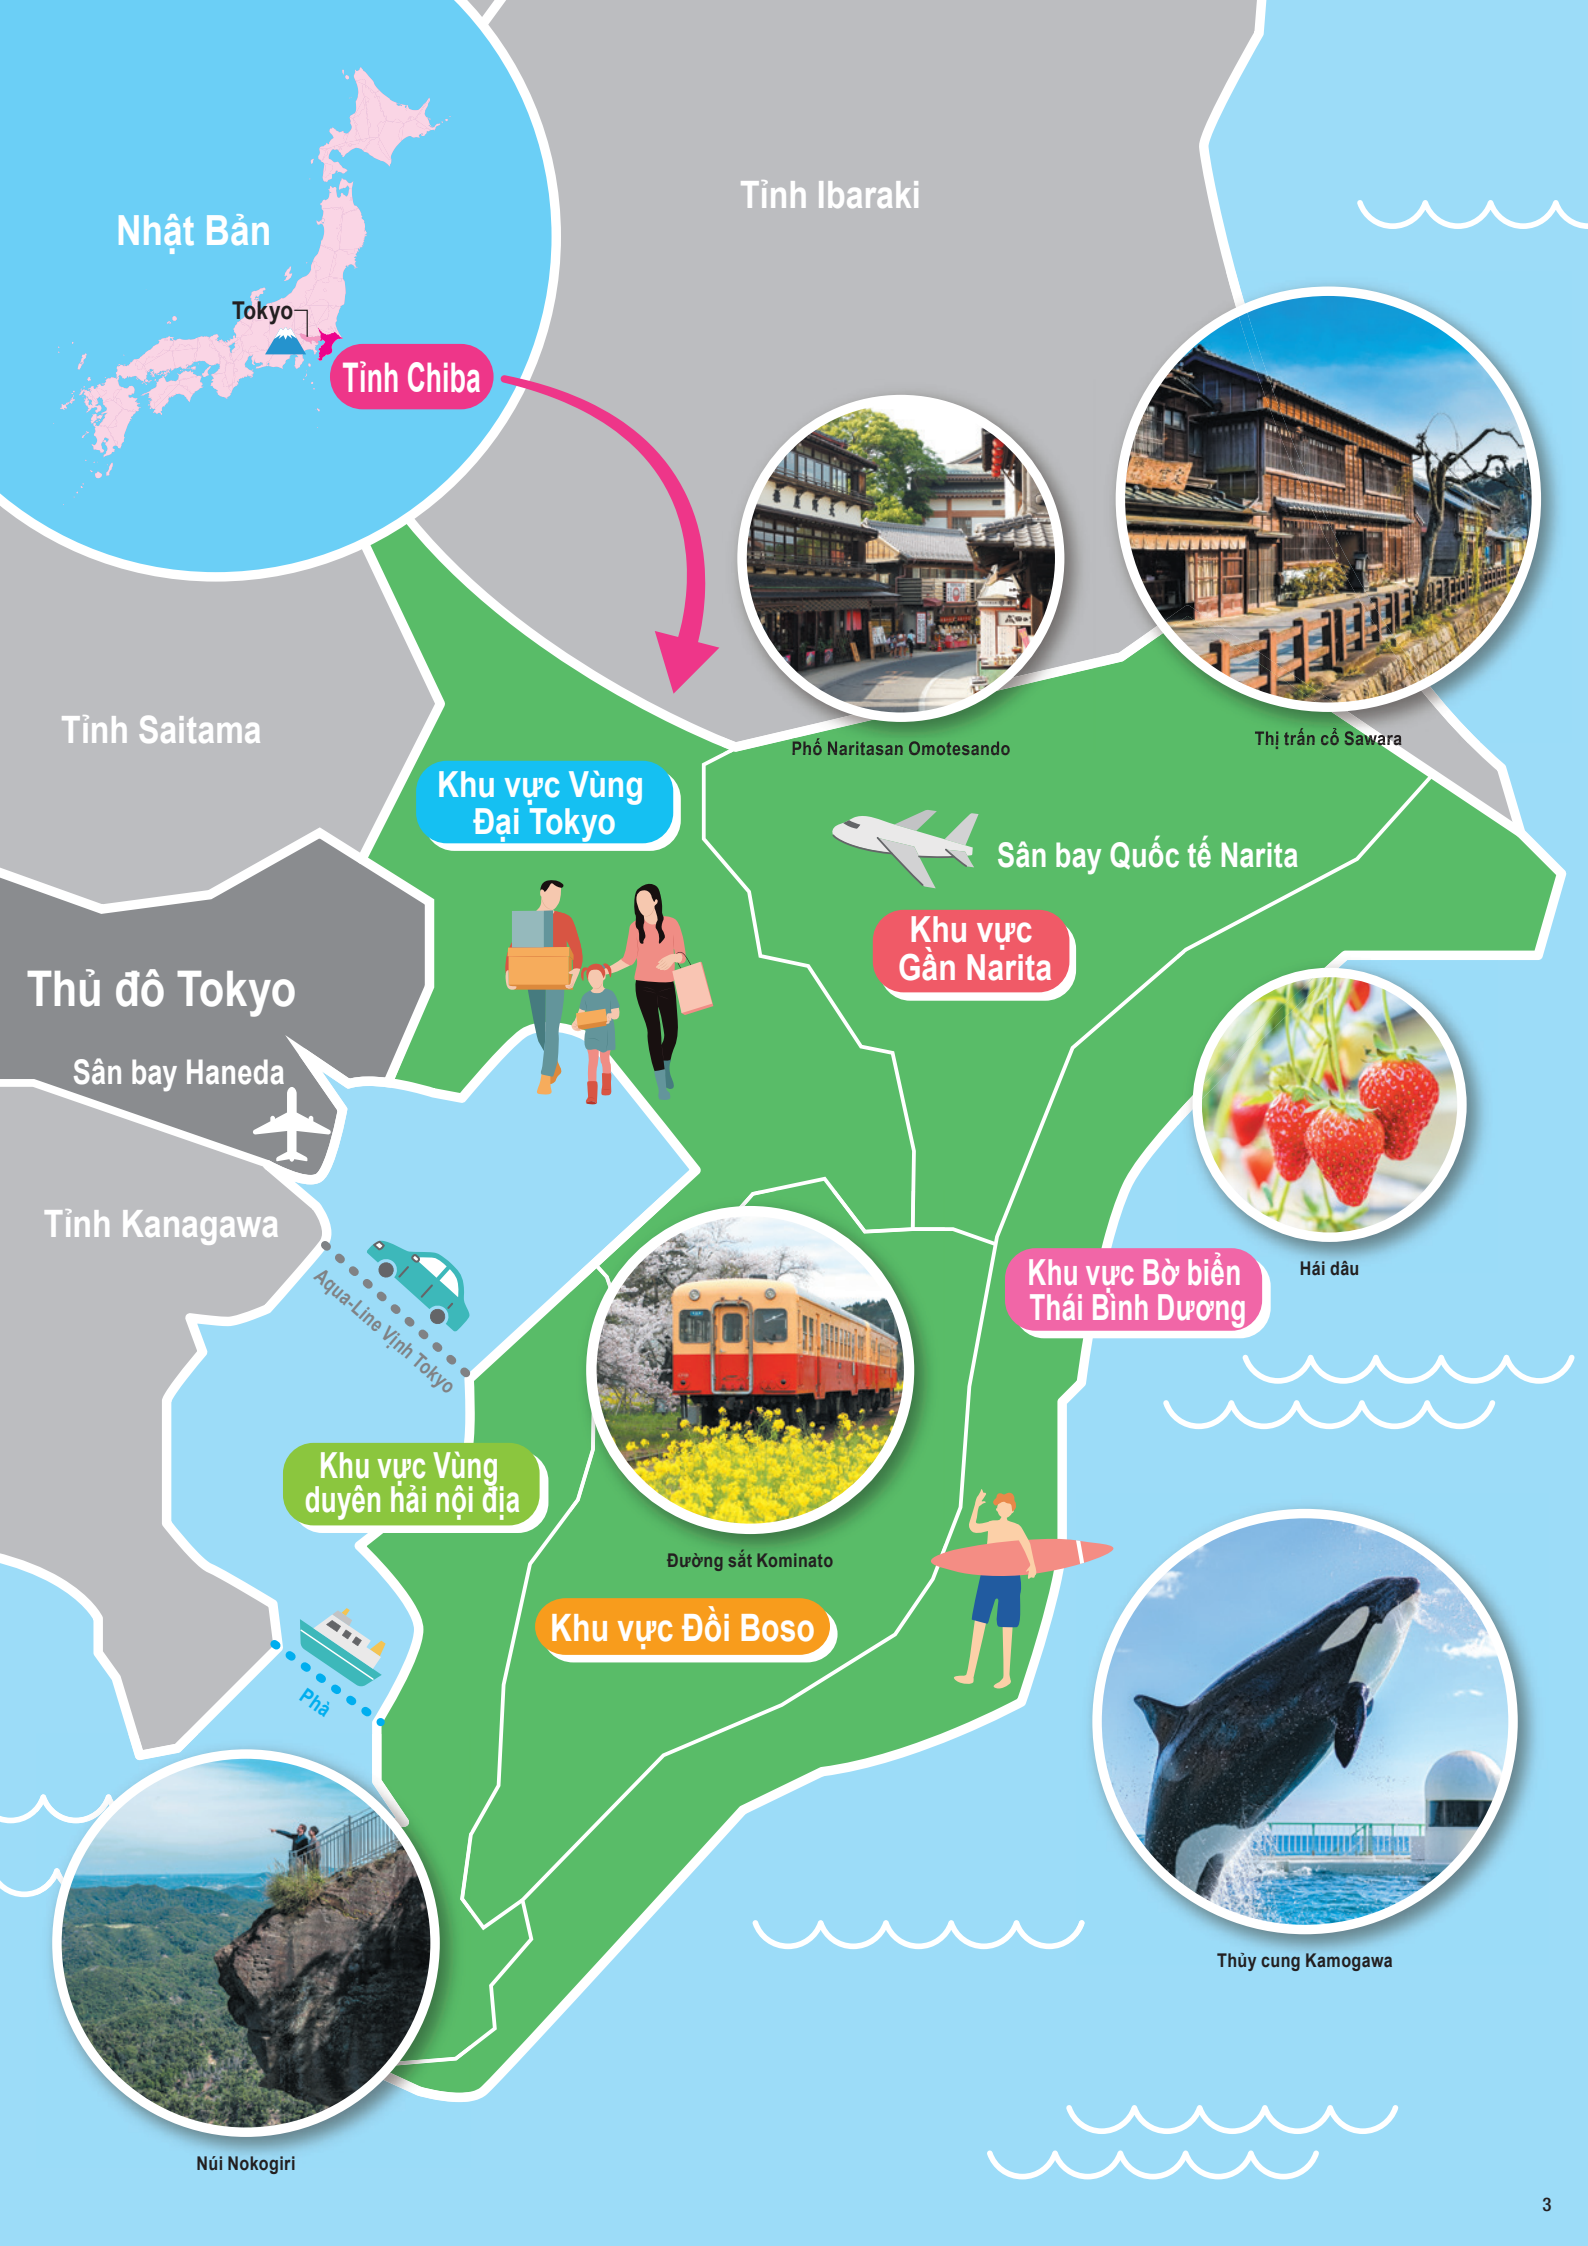 Tỉnh Ibaraki
Nhật Bản
Tokyo
Tỉnh Chiba
Tỉnh Saitama
Phố Naritasan Omotesando
Thị trấn cổ Sawara
Khu vực Vùng
Đại Tokyo
Sân bay Quốc tế Narita
Khu vực
Gần Narita
Thủ đô Tokyo
Sân bay Haneda
Tỉnh Kanagawa
Aqua-Line Vịnh Tokyo
Hái dâu
Khu vực Bờ biển
Thái Bình Dương
Khu vực Vùng
duyên hải nội địa
Đường sắt Kominato
Khu vực Đồi Boso
Phà
Thủy cung Kamogawa
Núi Nokogiri
3